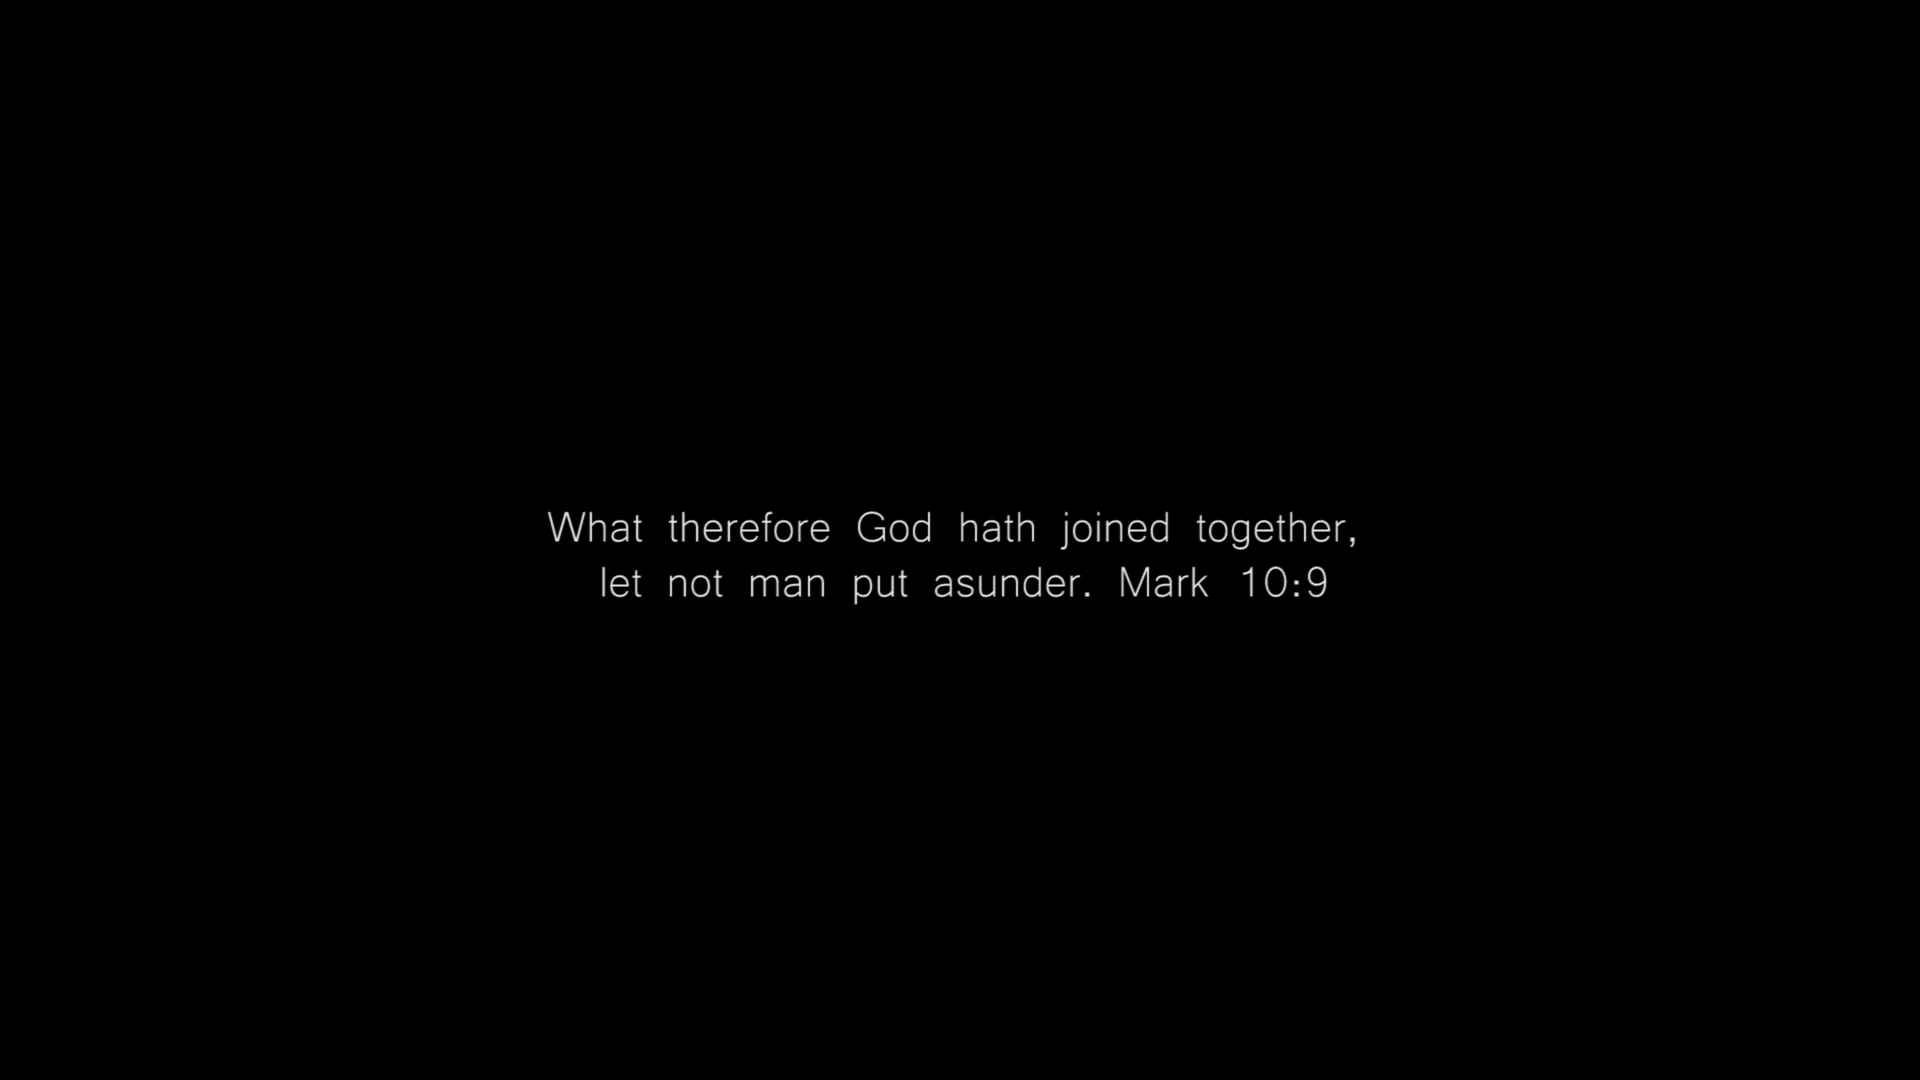 What therefore God hath joined together,
let not man put asunder. Mark 10:9